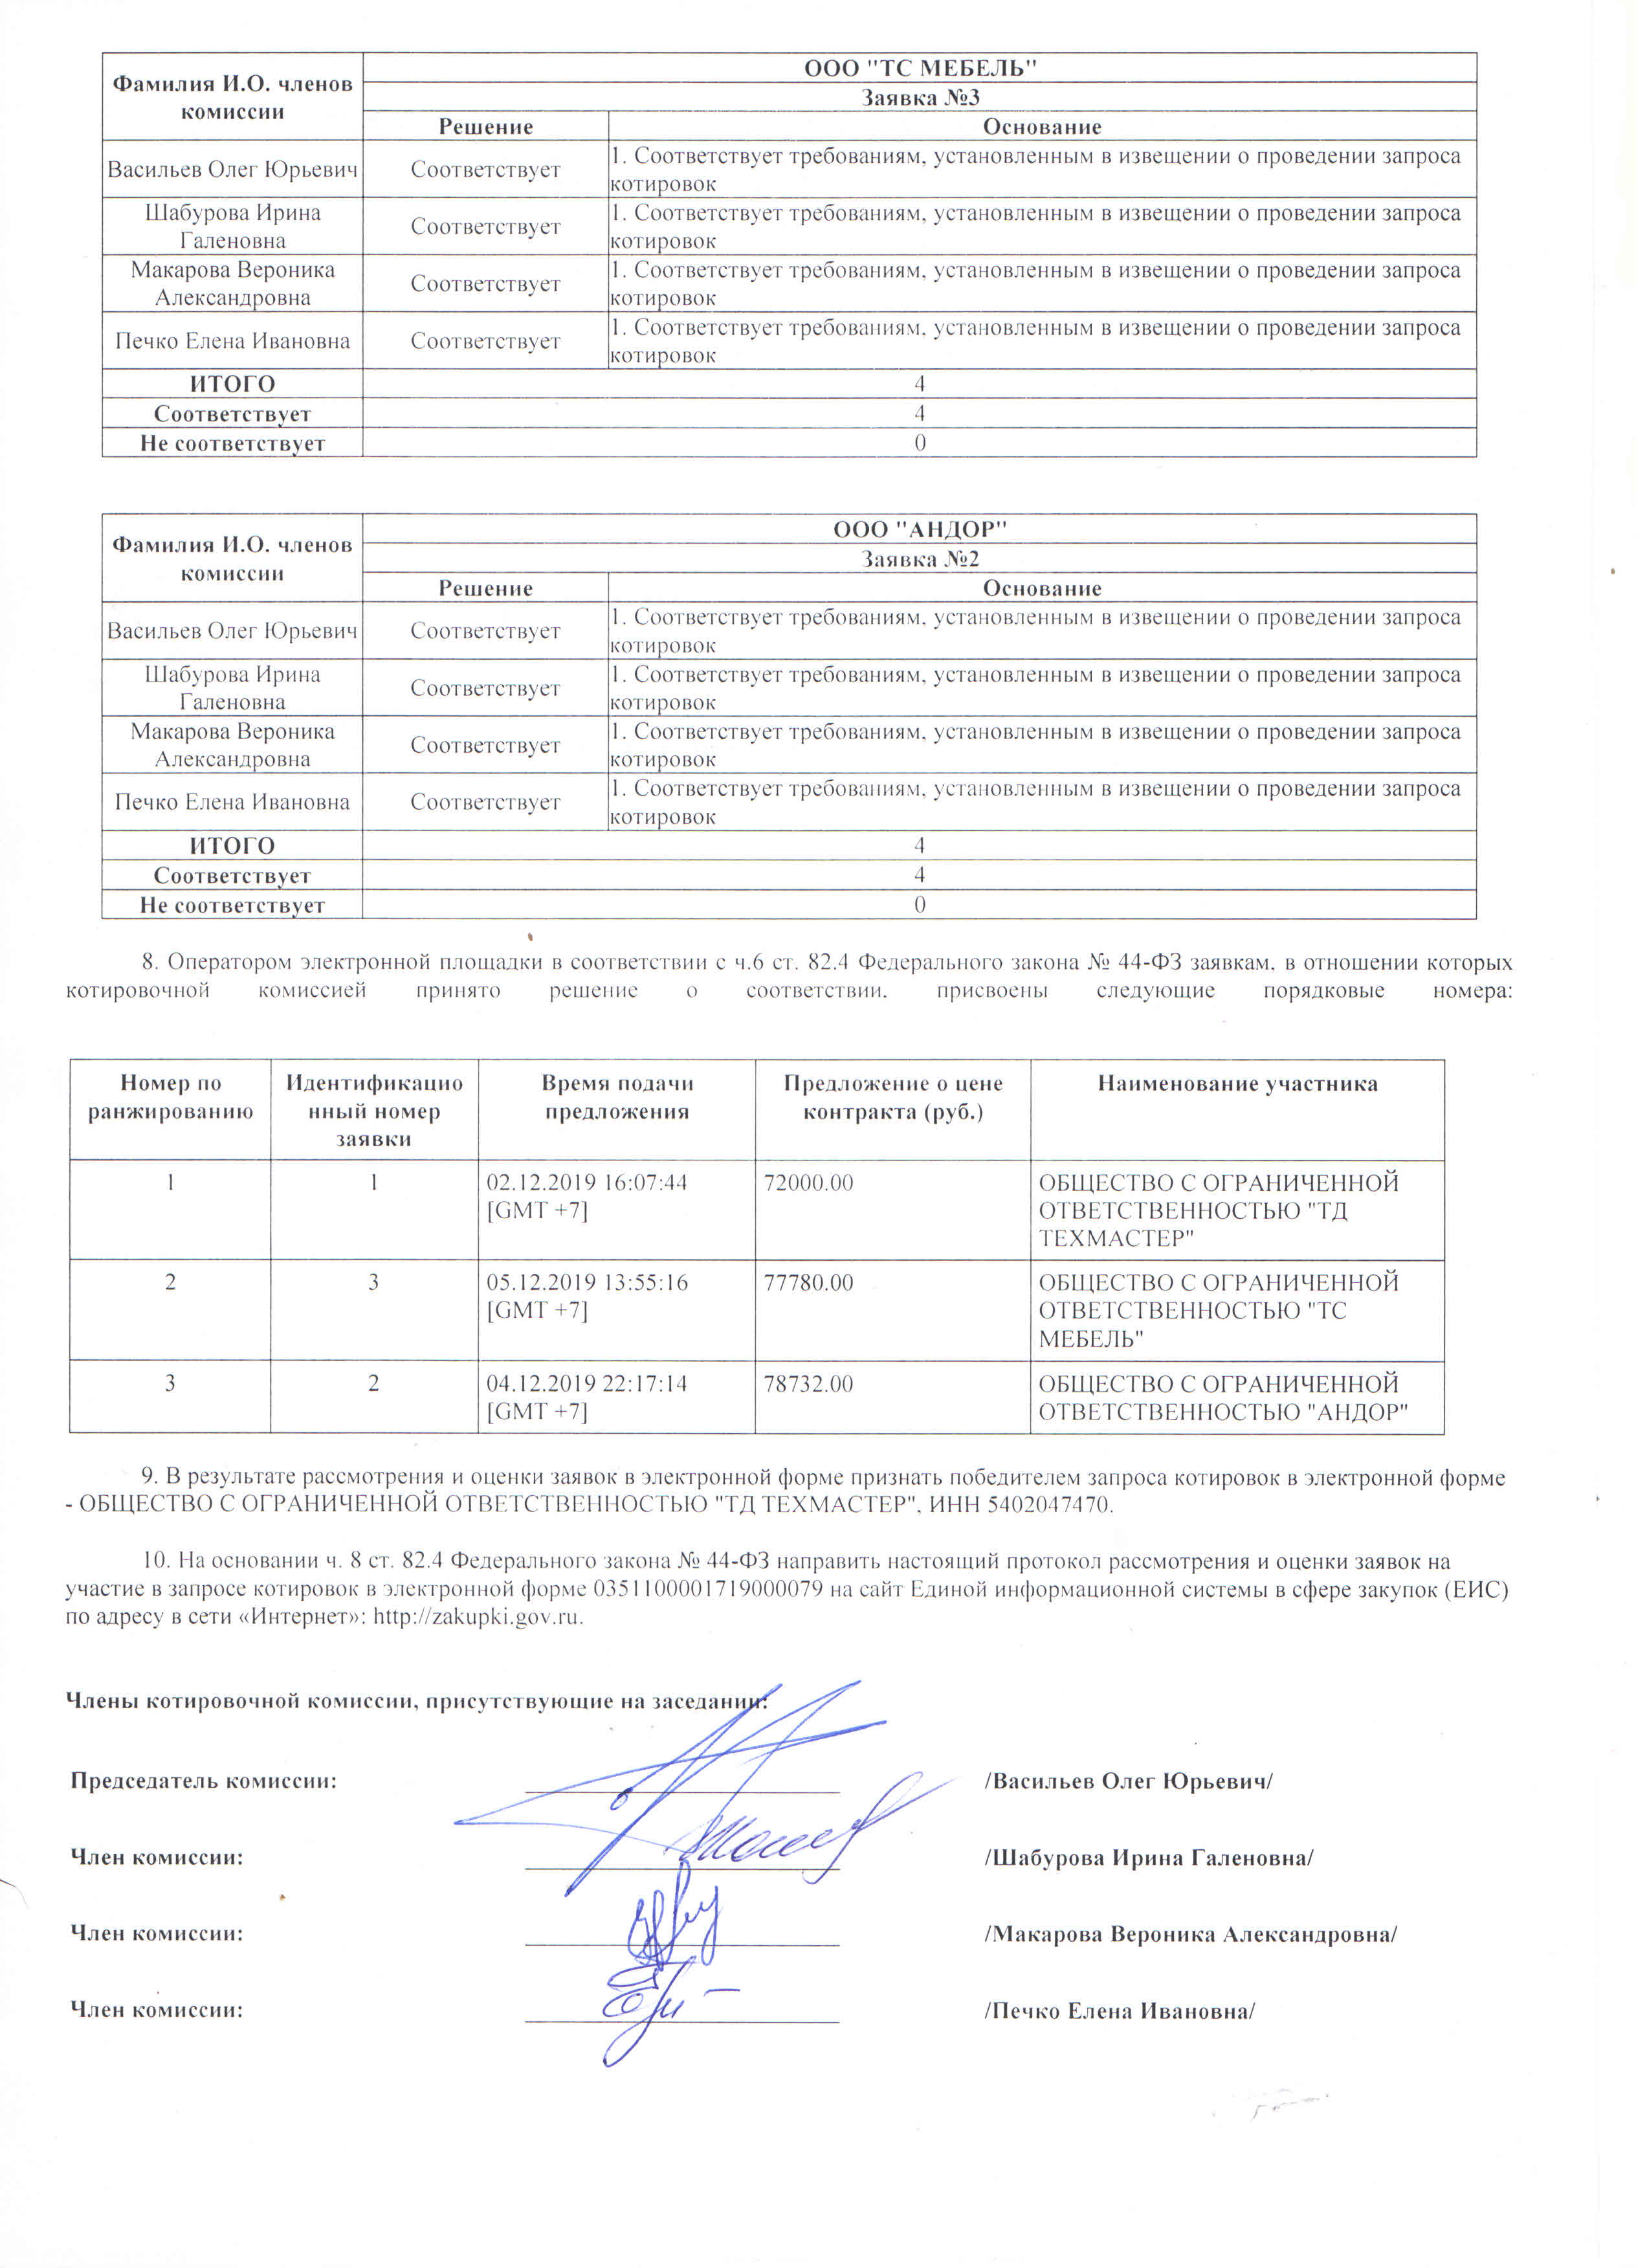 ООО "ТС МЕБЕЛЬ"
Фамилия И.О. членов
комиссии
Заявка №3
Решение Основание
Васильев Олег Юрьевич Соответствует 1. Соответствует требованиям, установленным в извещении о проведении запроса
котировок
Шабурова Ирина
Галеновна Соответствует 1. Соответствует требованиям, установленным в извещении о проведении запроса
котировок
Макарова Вероника
Александровна Соответствует 1. Соответствует требованиям, установленным в извещении о проведении запроса
котировок
Печко Елена Ивановна Соответствует 1. Соответствует требованиям, установленным в извещении о проведении запроса
котировок
ИТОГО 4
Соответствует 4
Не соответствует 0
ООО "АНДОР"
Фамилия И.О. членов
комиссии
Заявка №2
Решение Основание
Васильев Олег Юрьевич Соответствует 1. Соответствует требованиям, установленным в извещении о проведении запроса
котировок
Шабурова Ирина
Галеновна Соответствует 1. Соответствует требованиям, установленным в извещении о проведении запроса
котировок
Макарова Вероника
Александровна Соответствует 1. Соответствует требованиям, установленным в извещении о проведении запроса
котировок
Печко Елена Ивановна Соответствует 1. Соответствует требованиям, установленным в извещении о проведении запроса
котировок
ИТОГО 4
Соответствует 4
Не соответствует 0
8. Оператором электронной площадки в соответствии с ч.6 ст. 82.4 Федерального закона № 44-ФЗ заявкам, в отношении которых
котировочной комиссией принято решение о соответствии, присвоены следующие порядковые номера:
Номер по
ранжированию
Идентификацио
нный номер
заявки
Время подачи
предложения
Предложение о цене
контракта (руб.)
Наименование участника
1 1 02.12.2019 16:07:44
[GMT +7]
72000.00
ОБЩЕСТВО С ОГРАНИЧЕННОЙ
ОТВЕТСТВЕННОСТЬЮ "ТД
ТЕХМАСТЕР"
2 3 05.12.2019 13:55:16
[GMT +7]
77780.00
ОБЩЕСТВО С ОГРАНИЧЕННОЙ
ОТВЕТСТВЕННОСТЬЮ "ТС
МЕБЕЛЬ"
3 2 04.12.2019 22:17:14
[GMT +7]
78732.00
ОБЩЕСТВО С ОГРАНИЧЕННОЙ
ОТВЕТСТВЕННОСТЬЮ "АНДОР"
9. В результате рассмотрения и оценки заявок в электронной форме признать победителем запроса котировок в электронной форме
- ОБЩЕСТВО С ОГРАНИЧЕННОЙ ОТВЕТСТВЕННОСТЬЮ "ТД ТЕХМАСТЕР", ИНН 5402047470.
10. На основании ч. 8 ст. 82.4 Федерального закона № 44-ФЗ направить настоящий протокол рассмотрения и оценки заявок на
участие в запросе котировок в электронной форме 0351100001719000079 на сайт Единой информационной системы в сфере закупок (ЕИС)
по адресу в сети «Интернет»: http://zakupki.gov.ru.
Члены котировочной комиссии, присутствующие на заседании:
Председатель комиссии: /Васильев Олег Юрьевич/
Член комиссии: /Шабурова Ирина Галеновна/
Член комиссии: /Макарова Вероника Александровна/
Член комиссии: /Печко Елена Ивановна/